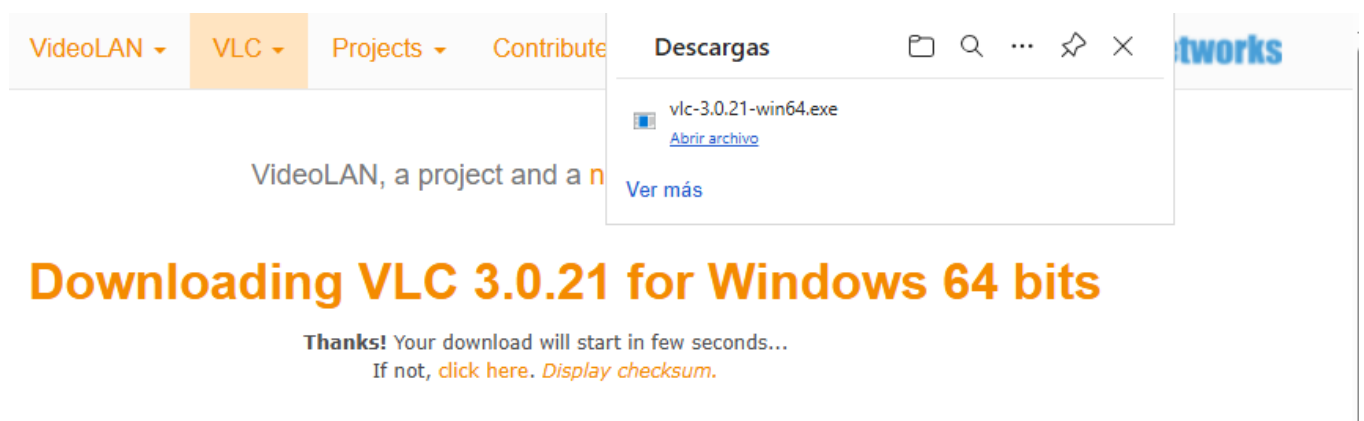 VideoLAN VLC Projects Contribute
Descargas
vlc-3.0.21-win64.exe
Abrir archivo
Ver más
VideoLAN, a project and a
Downloading VLC 3.0.21 for Windows 64 bits
Thanks! Your download will start in few seconds...
If not, click here. Display checksum.